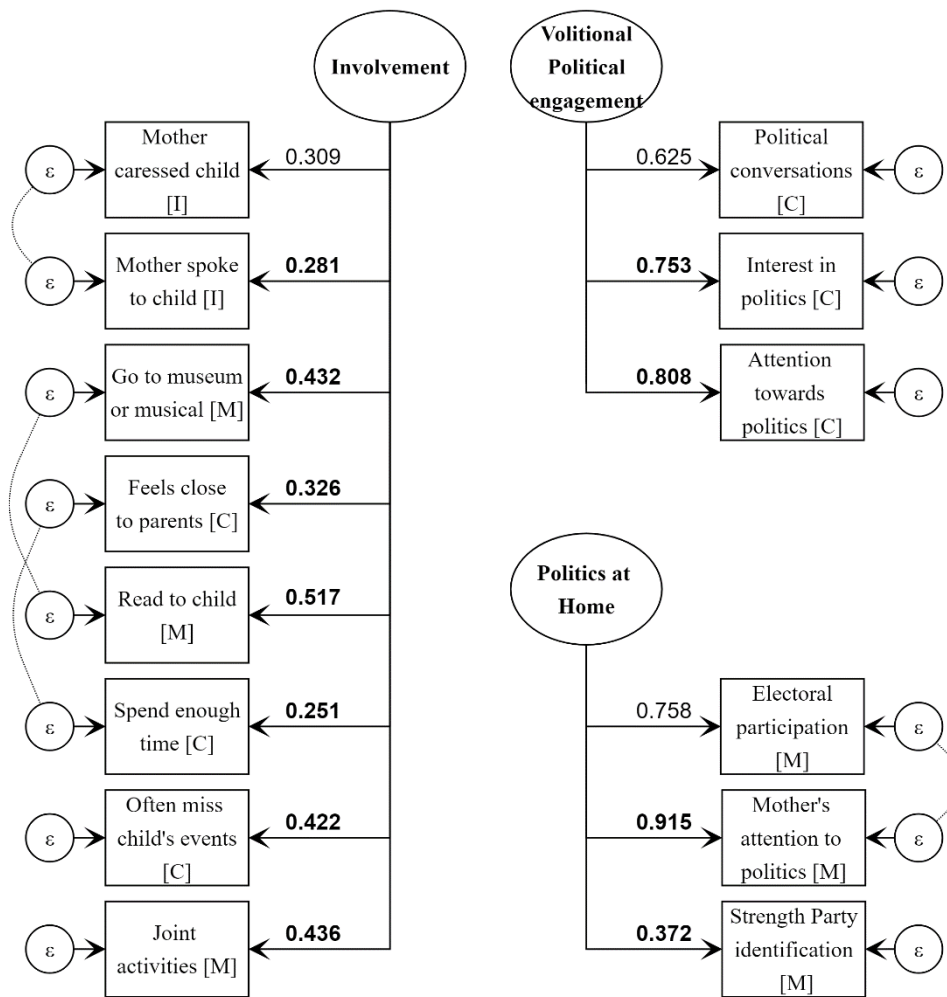 Involvement
Mother
caressed child
[I]
ε
0.309
Mother spoke
to child [I]
ε
0.281
Go to museum
or musical [M]
ε
0.432
Feels close
to parents [C]
ε
0.326
Read to child
[M]
ε
0.517
Spend enough
time [C]
ε
0.251
Often miss
child's events
[C]
ε
0.422
Joint
activities [M]
ε
0.436
Volitional
Political
engagement
0.625
Political
conversations
[C]
ε
0.753
Interest in
politics [C]
ε
0.808
Attention
towards
politics [C]
ε
Politics at
Home
0.758
Electoral
participation
[M]
ε
0.915
Mother's
attention to
politics [M]
ε
0.372
Strength Party
identification
[M]
ε